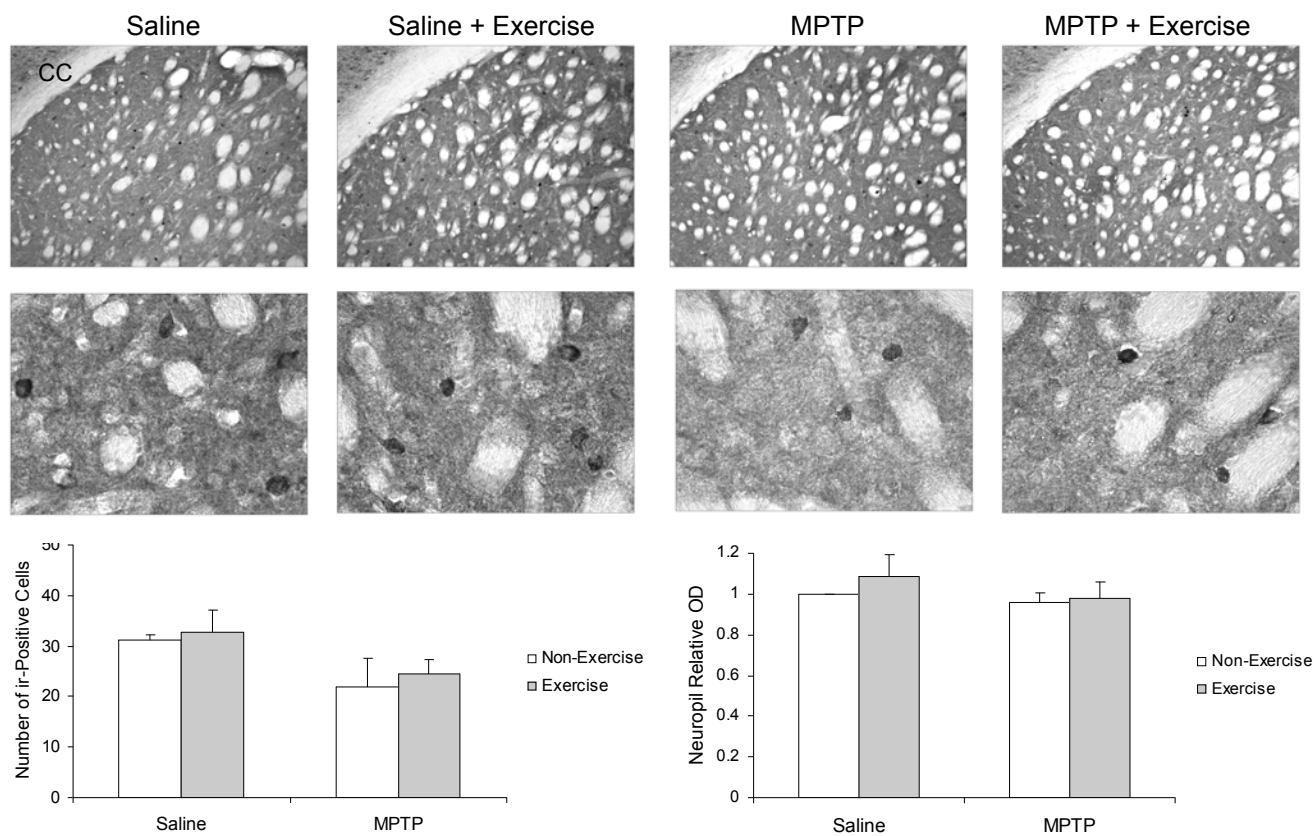 Saline
Saline + Exercise
MPTP
MPTP + Exercise
CC
Number of ir-Positive Cells
50
40
30
20
10
0
Saline
MPTP
Non-Exercise
Exercise
Neuropil Relative OD
1.2
1
0.8
0.6
0.4
0.2
0
Saline
MPTP
Non-Exercise
Exercise